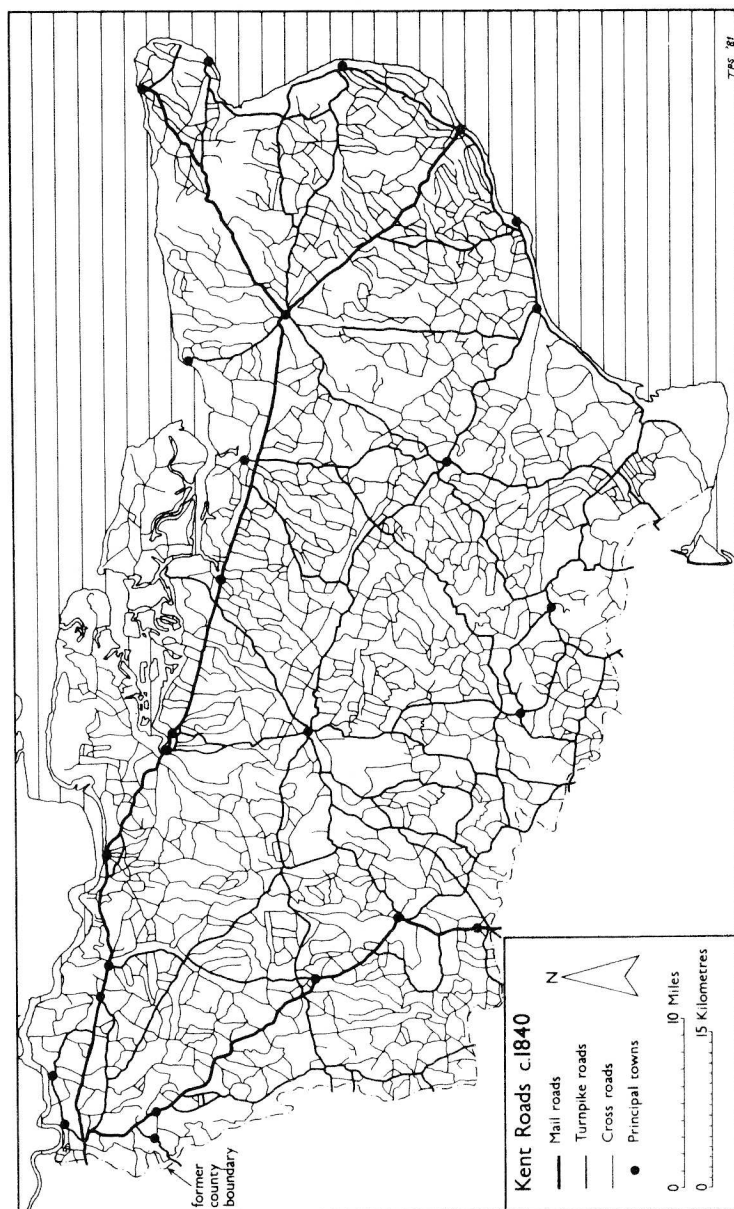 former
county
boundary
Kent Roads c.1840
Mail roads
Turnpike roads
Cross roads
Principal towns
N
0 10 Miles
0 15 Kilometres
TPS '81